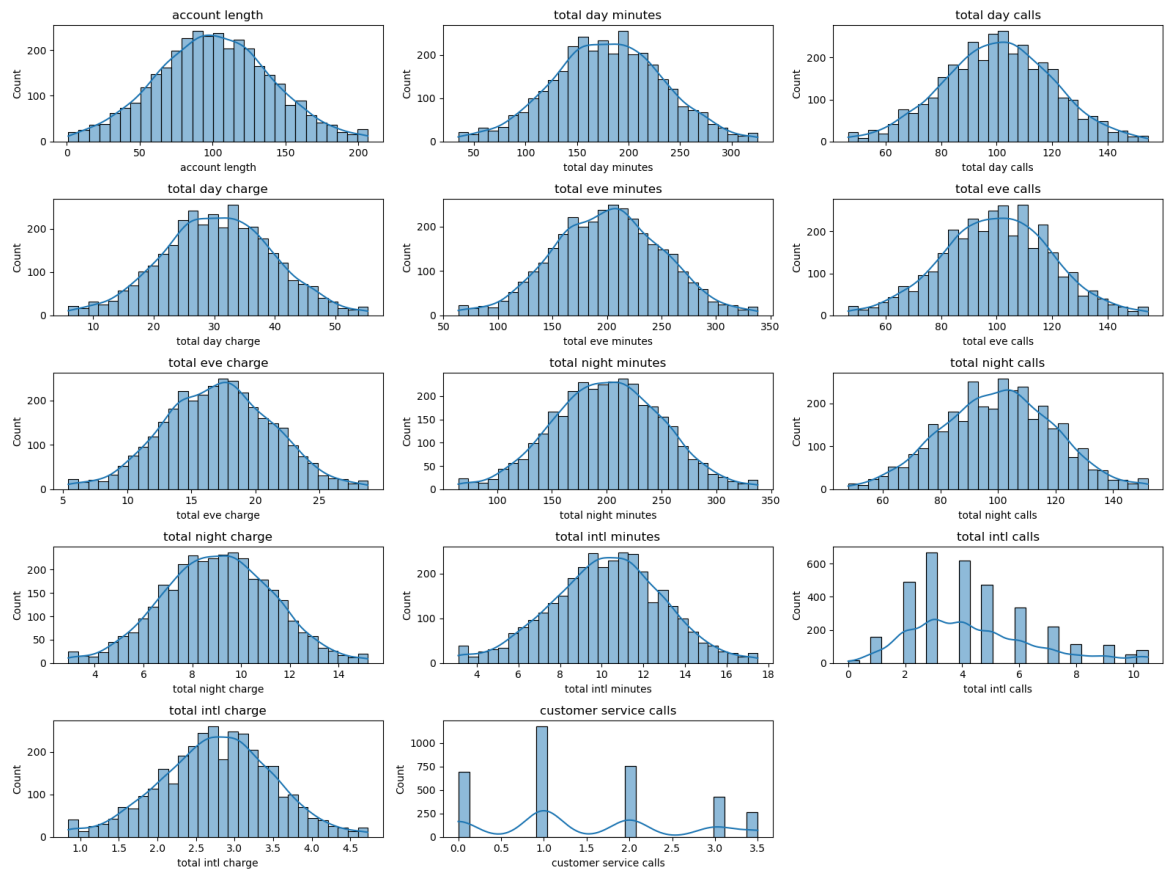 account length
total day minutes
total day calls
Count
200
100
0
0 50 100 150 200
account length
Count
200
100
0
50 100 150 200 250 300
total day minutes
Count
200
100
0
60 80 100 120 140
total day calls
total day charge
total eve minutes
total eve calls
Count
200
100
0
10 20 30 40 50
total day charge
Count
200
100
0
50 100 150 200 250 300 350
total eve minutes
Count
200
100
0
60 80 100 120 140
total eve calls
total eve charge
total night minutes
total night calls
Count
200
100
0
5 10 15 20 25
total eve charge
Count
200
150
100
50
0
100 150 200 250 300 350
total night minutes
Count
200
100
0
60 80 100 120 140
total night calls
total night charge
total intl minutes
total intl calls
Count
200
150
100
50
0
4 6 8 10 12 14
total night charge
Count
200
100
0
4 6 8 10 12 14 16 18
total intl minutes
Count
600
400
200
0
0 2 4 6 8 10
total intl calls
total intl charge
customer service calls
Count
200
100
0
1.0 1.5 2.0 2.5 3.0 3.5 4.0 4.5
total intl charge
Count
1000
750
500
250
0
0.0 0.5 1.0 1.5 2.0 2.5 3.0 3.5
customer service calls